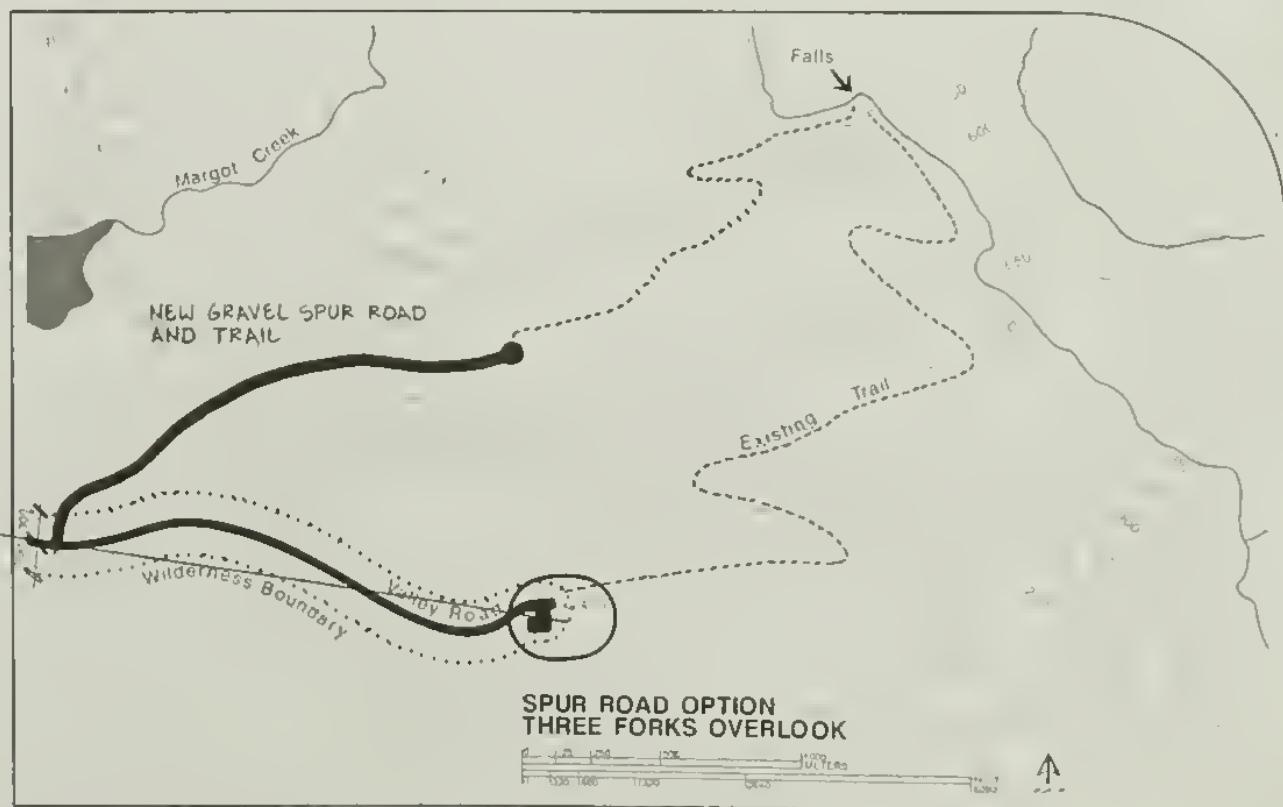 Falls
Margot Creek
NEW GRAVEL SPUR ROAD
AND TRAIL
Existing Trail
Wilderness Boundary
Valley Road
SPUR ROAD OPTION
THREE FORKS OVERLOOK